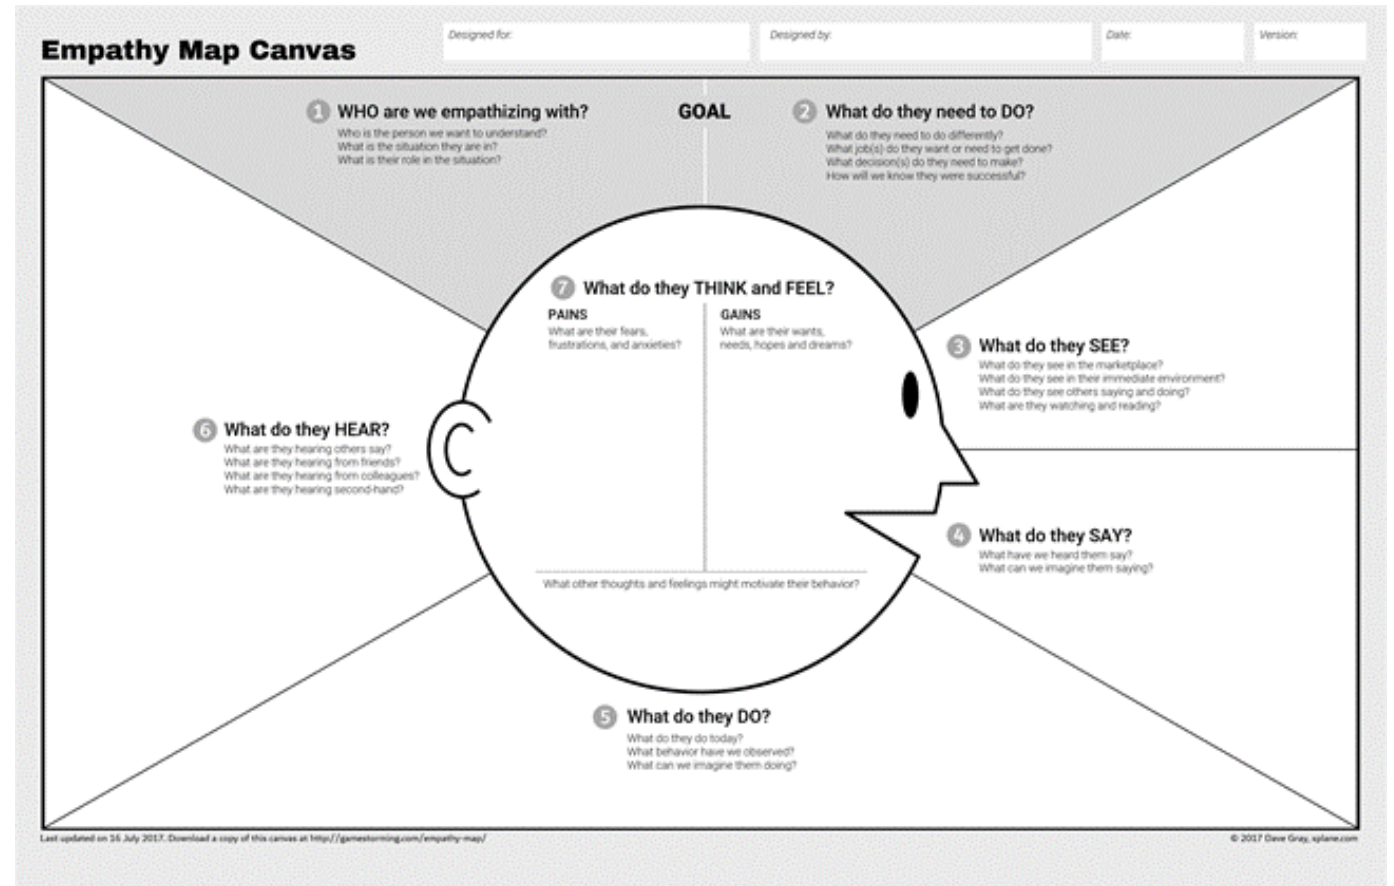 Empathy Map Canvas
Designed for:
Designed by:
Date:
Version:
1 WHO are we empathizing with?
Who is the person we want to understand?
What is the situation they are in?
What is their role in the situation?
GOAL
2 What do they need to DO?
What do they need to do differently?
What job(s) do they want or need to get done?
What decision(s) do they need to make?
How will we know they were successful?
7 What do they THINK and FEEL?
PAINS
What are their fears,
frustrations, and anxieties?
GAINS
What are their wants,
needs, hopes and dreams?
What other thoughts and feelings might motivate their behavior?
3 What do they SEE?
What do they see in the marketplace?
What do they see in their immediate environment?
What do they see others saying and doing?
What are they watching and reading?
4 What do they SAY?
What have we heard them say?
What can we imagine them saying?
5 What do they DO?
What do they do today?
What behavior have we observed?
What can we imagine them doing?
6 What do they HEAR?
What are they hearing others say?
What are they hearing from friends?
What are they hearing from colleagues?
What are they hearing second-hand?
Last updated on 16 July 2017. Download a copy of this canvas at http://gamestorming.com/empathy-map/
© 2017 Dave Gray, xplane.com